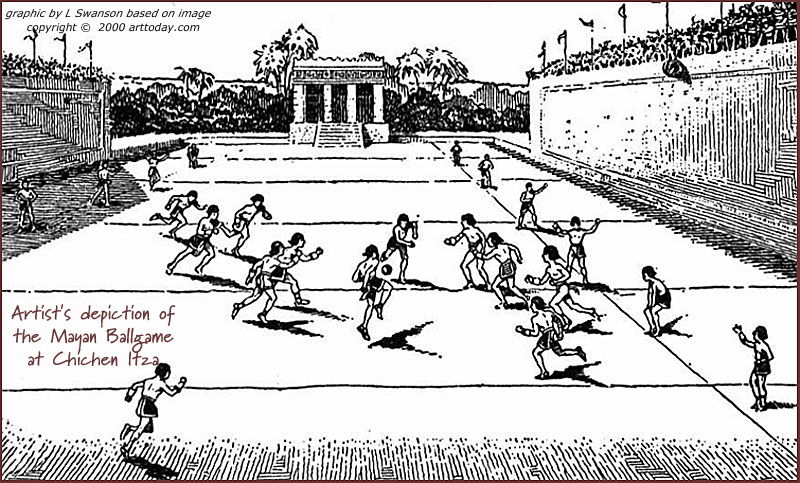 graphic by L Swanson based on image
copyright © 2000 arttoday.com
Artist's depiction of
the Mayan Ballgame
at Chichen Itza